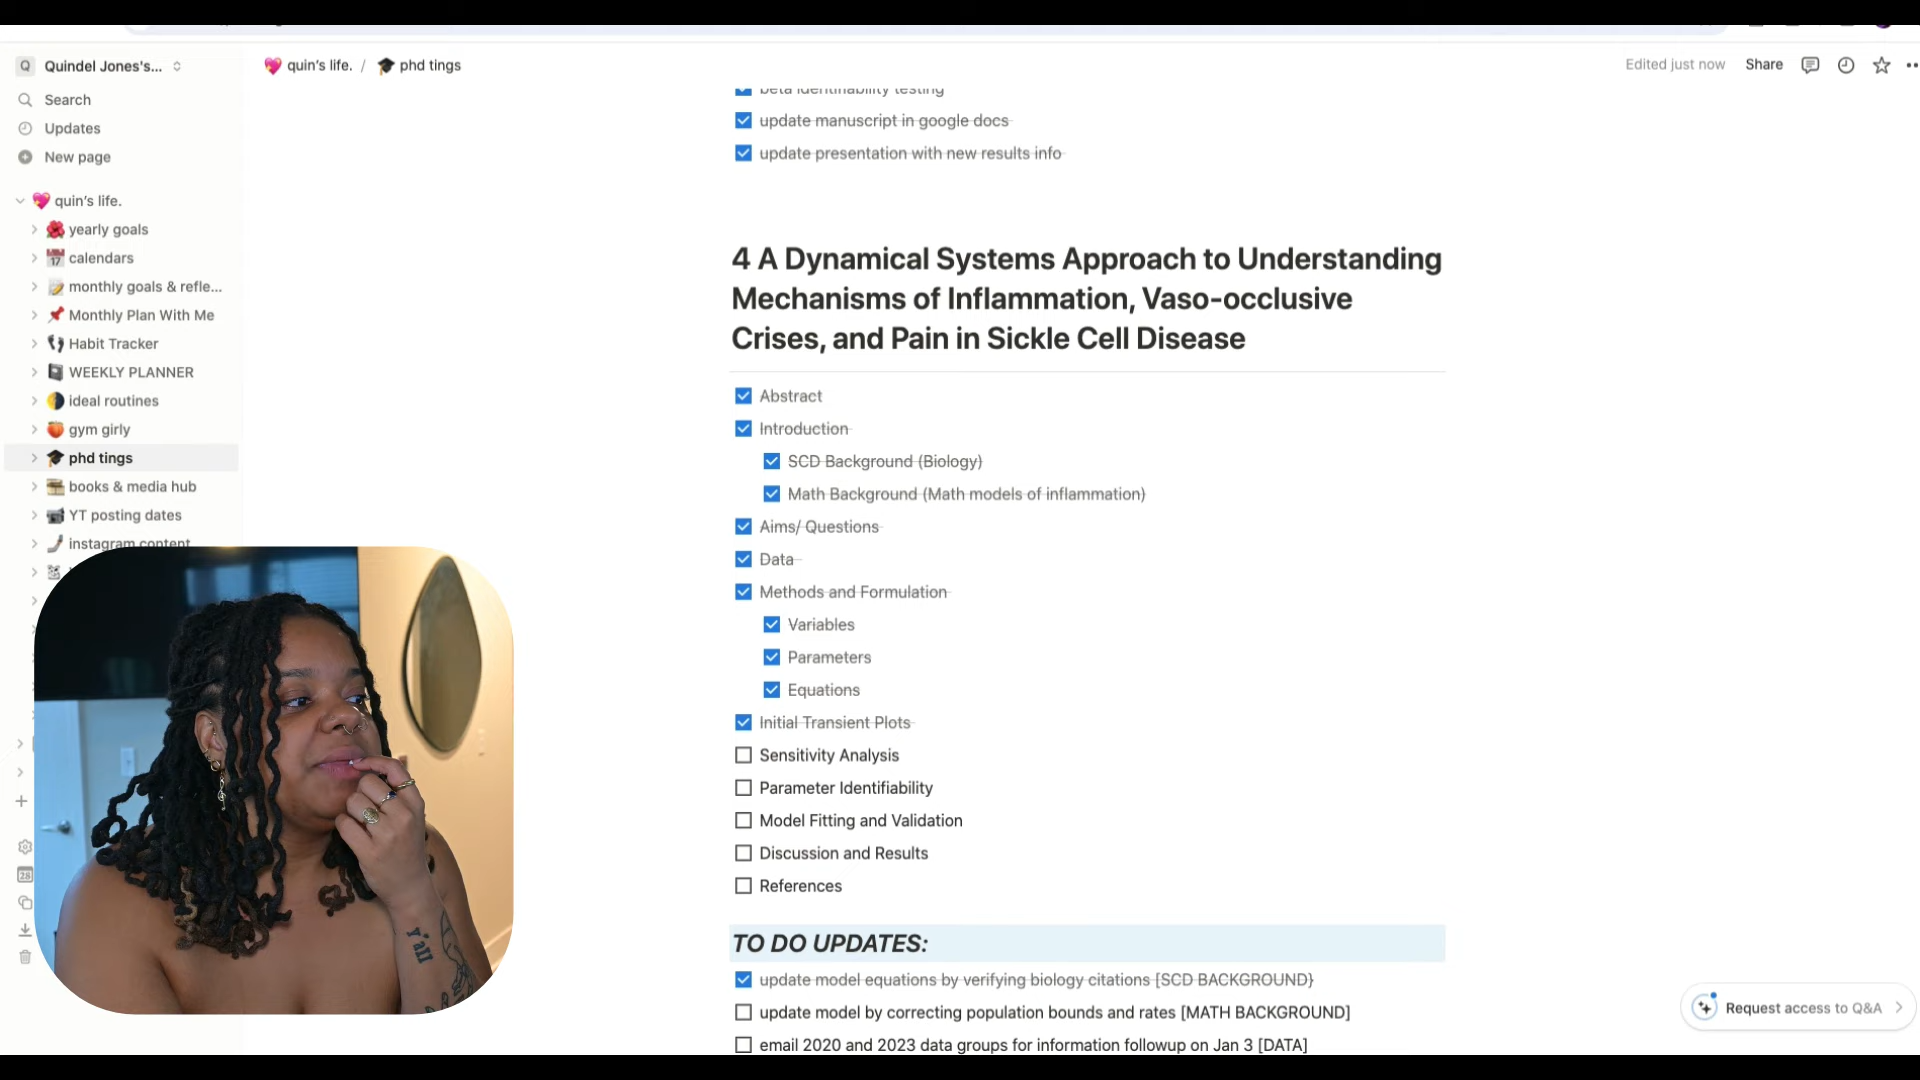 Q Quindel Jones's...
quin's life. / phd tings
Edited just now Share
Search
Updates
New page
quin's life.
yearly goals
calendars
monthly goals & refle...
Monthly Plan With Me
Habit Tracker
WEEKLY PLANNER
ideal routines
gym girly
phd tings
books & media hub
YT posting dates
instagram content
beta identifiability testing
update manuscript in google docs
update presentation with new results info
4 A Dynamical Systems Approach to Understanding
Mechanisms of Inflammation, Vaso-occlusive
Crises, and Pain in Sickle Cell Disease
Abstract
Introduction
SCD Background (Biology)
Math Background (Math models of inflammation)
Aims/ Questions
Data
Methods and Formulation
Variables
Parameters
Equations
Initial Transient Plots
Sensitivity Analysis
Parameter Identifiability
Model Fitting and Validation
Discussion and Results
References
TO DO UPDATES:
update model equations by verifying biology citations [SCD BACKGROUND}
update model by correcting population bounds and rates [MATH BACKGROUND]
email 2020 and 2023 data groups for information followup on Jan 3 [DATA]
Request access to Q&A
y'all